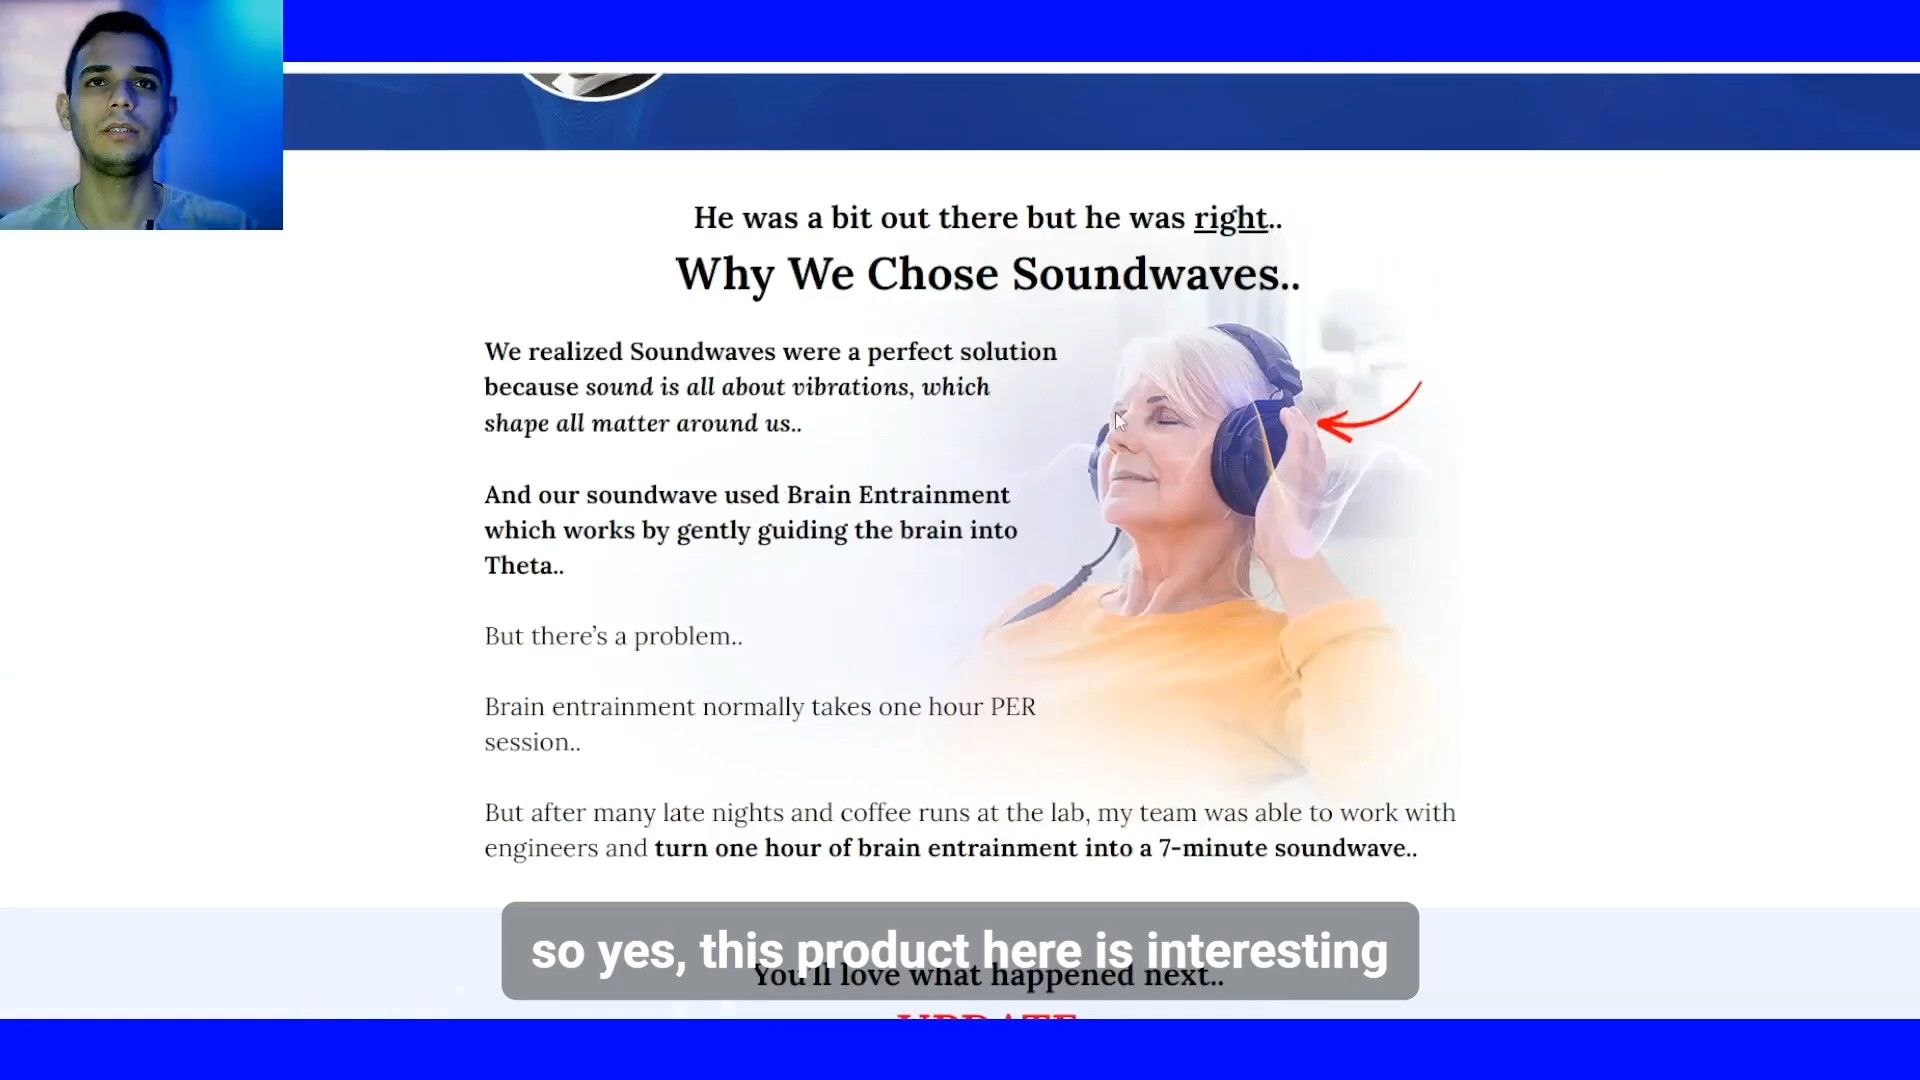 He was a bit out there but he was right..
Why We Chose Soundwaves..
We realized Soundwaves were a perfect solution
because sound is all about vibrations, which
shape all matter around us..
And our soundwave used Brain Entrainment
which works by gently guiding the brain into
Theta..
But there’s a problem..
Brain entrainment normally takes one hour PER
session..
But after many late nights and coffee runs at the lab, my team was able to work with
engineers and turn one hour of brain entrainment into a 7-minute soundwave..
so yes, this product here is interesting
You'll love what happened next..
UPDATE